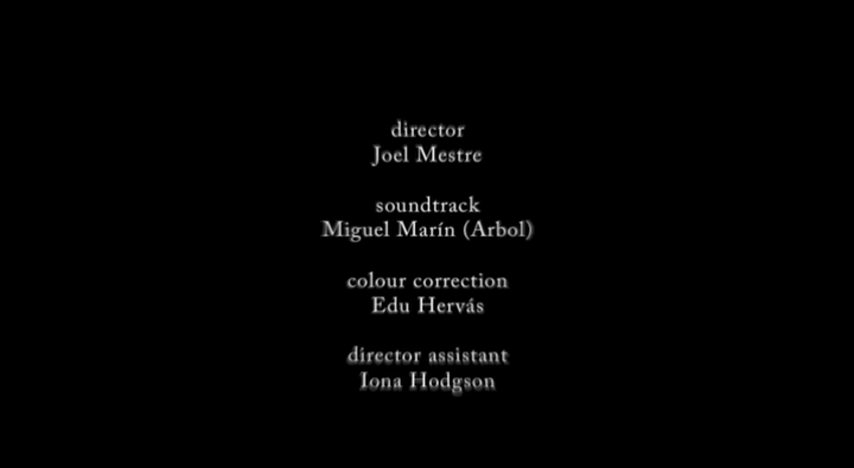 director
Joel Mestre
soundtrack
Miguel Marín (Arbol)
colour correction
Edu Hervás
director assistant
Iona Hodgson